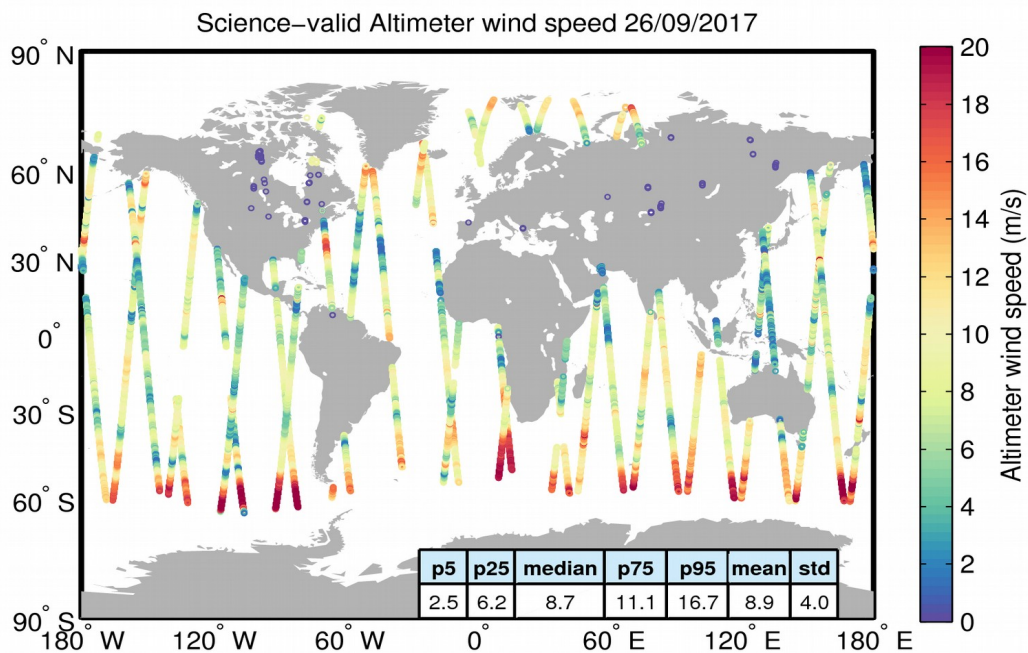 Science−valid Altimeter wind speed 26/09/2017
90° N
60° N
30° N
0°
30° S
60° S
90° S
180° W
120° W
60° W
0°
60° E
120° E
180° E
p5 p25 median p75 p95 mean std
2.5 6.2 8.7 11.1 16.7 8.9 4.0
20
18
16
14
12
10
8
6
4
2
0
Altimeter wind speed (m/s)